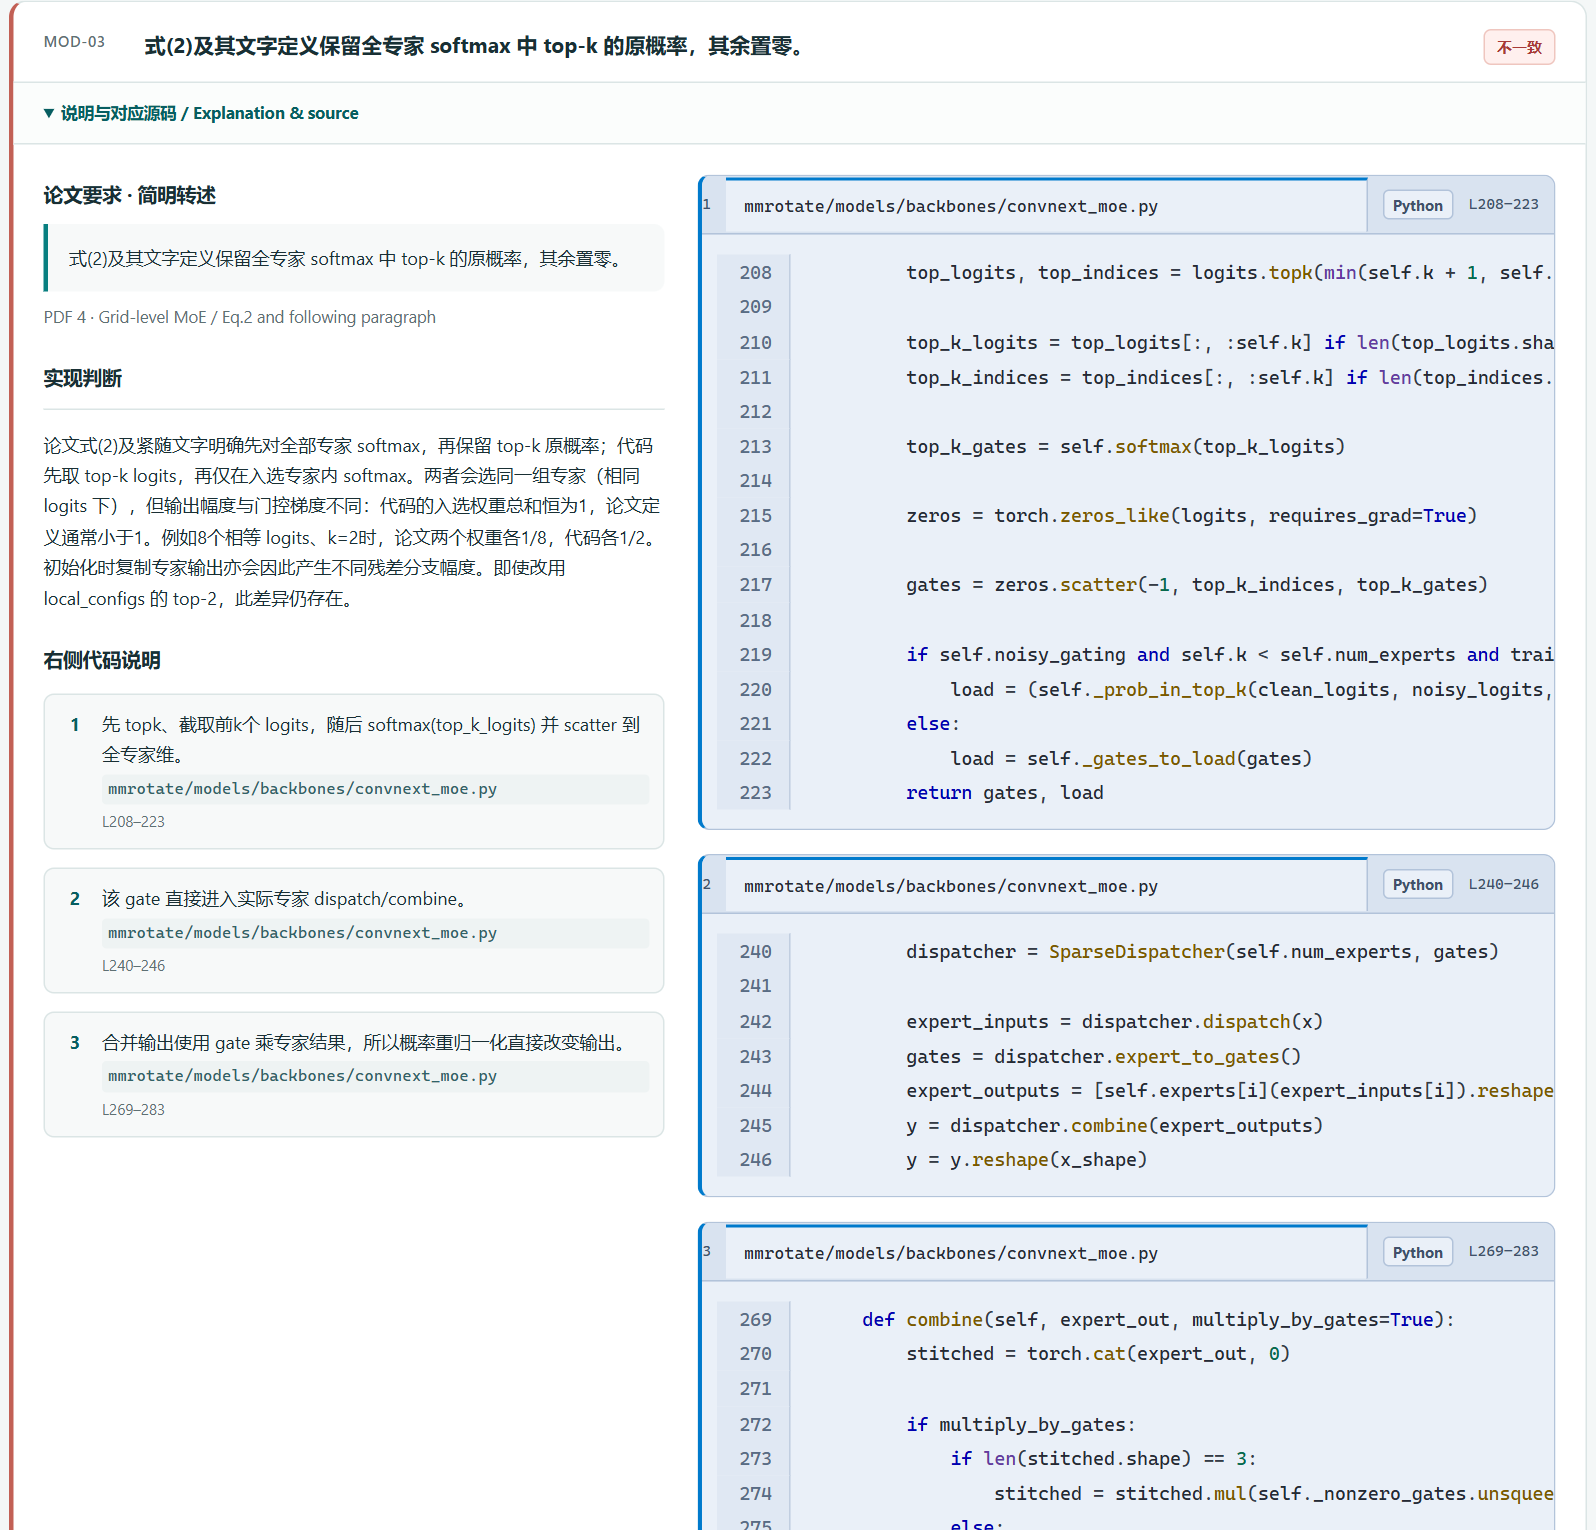 MOD-03
式(2)及其文字定义保留全专家 softmax 中 top-k 的原概率，其余置零。
不一致
▼ 说明与对应源码 / Explanation & source
论文要求 · 简明转述
式(2)及其文字定义保留全专家 softmax 中 top-k 的原概率，其余置零。
PDF 4 · Grid-level MoE / Eq.2 and following paragraph
实现判断
论文式(2)及紧随文字明确先对全部专家 softmax，再保留 top-k 原概率；代码
先取 top-k logits，再仅在入选专家内 softmax。两者会选同一组专家（相同
logits 下），但输出幅度与门控梯度不同：代码的入选权重总和恒为1，论文定
义通常小于1。例如8个相等 logits、k=2时，论文两个权重各1/8，代码各1/2。
初始化时复制专家输出亦会因此产生不同残差分支幅度。即使改用
local_configs 的 top-2，此差异仍存在。
右侧代码说明
1 先 topk、截取前k个 logits，随后 softmax(top_k_logits) 并 scatter 到
全专家维。
mmrotate/models/backbones/convnext_moe.py
L208–223
2 该 gate 直接进入实际专家 dispatch/combine。
mmrotate/models/backbones/convnext_moe.py
L240–246
3 合并输出使用 gate 乘专家结果，所以概率重归一化直接改变输出。
mmrotate/models/backbones/convnext_moe.py
L269–283
1 mmrotate/models/backbones/convnext_moe.py Python L208–223
208 top_logits, top_indices = logits.topk(min(self.k + 1, self.
209
210 top_k_logits = top_logits[:, :self.k] if len(top_logits.sha
211 top_k_indices = top_indices[:, :self.k] if len(top_indices.
212
213 top_k_gates = self.softmax(top_k_logits)
214
215 zeros = torch.zeros_like(logits, requires_grad=True)
216
217 gates = zeros.scatter(-1, top_k_indices, top_k_gates)
218
219 if self.noisy_gating and self.k < self.num_experts and trai
220 load = (self._prob_in_top_k(clean_logits, noisy_logits,
221 else:
222 load = self._gates_to_load(gates)
223 return gates, load
2 mmrotate/models/backbones/convnext_moe.py Python L240–246
240 dispatcher = SparseDispatcher(self.num_experts, gates)
241
242 expert_inputs = dispatcher.dispatch(x)
243 gates = dispatcher.expert_to_gates()
244 expert_outputs = [self.experts[i](expert_inputs[i]).reshape
245 y = dispatcher.combine(expert_outputs)
246 y = y.reshape(x_shape)
3 mmrotate/models/backbones/convnext_moe.py Python L269–283
269 def combine(self, expert_out, multiply_by_gates=True):
270 stitched = torch.cat(expert_out, 0)
271
272 if multiply_by_gates:
273 if len(stitched.shape) == 3:
274 stitched = stitched.mul(self._nonzero_gates.unsquee
275 else: